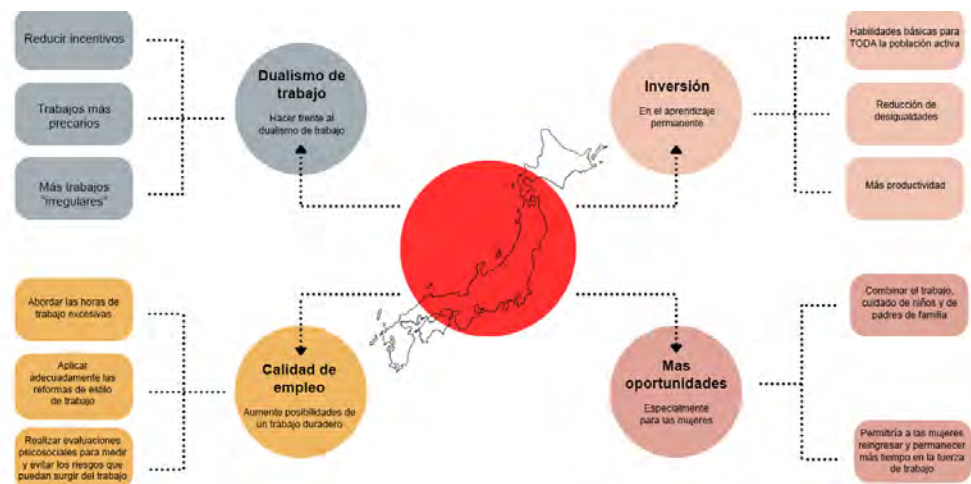 Reducir incentivos
Trabajos más
precarios
Más trabajos
"irregulares"
Dualismo de
trabajo
Hacer frente al
dualismo de trabajo
Inversión
En el aprendizaje
permanente
Habilidades básicas para
TODA la población activa
Reducción de
desigualdades
Más productividad
Abordar las horas de
trabajo excesivas
Aplicar
adecuadamente las
reformas de estilo
de trabajo
Realizar evaluaciones
psicosociales para medir
y evitar los riesgos que
puedan surgir del trabajo
Calidad de
empleo
Aumente posibilidades de
un trabajo duradero
Mas
oportunidades
Especialmente
para las mujeres
Combinar el trabajo,
cuidado de niños y de
padres de familia
Permitiría a las mujeres
reingresar y permanecer
más tiempo en la fuerza
de trabajo